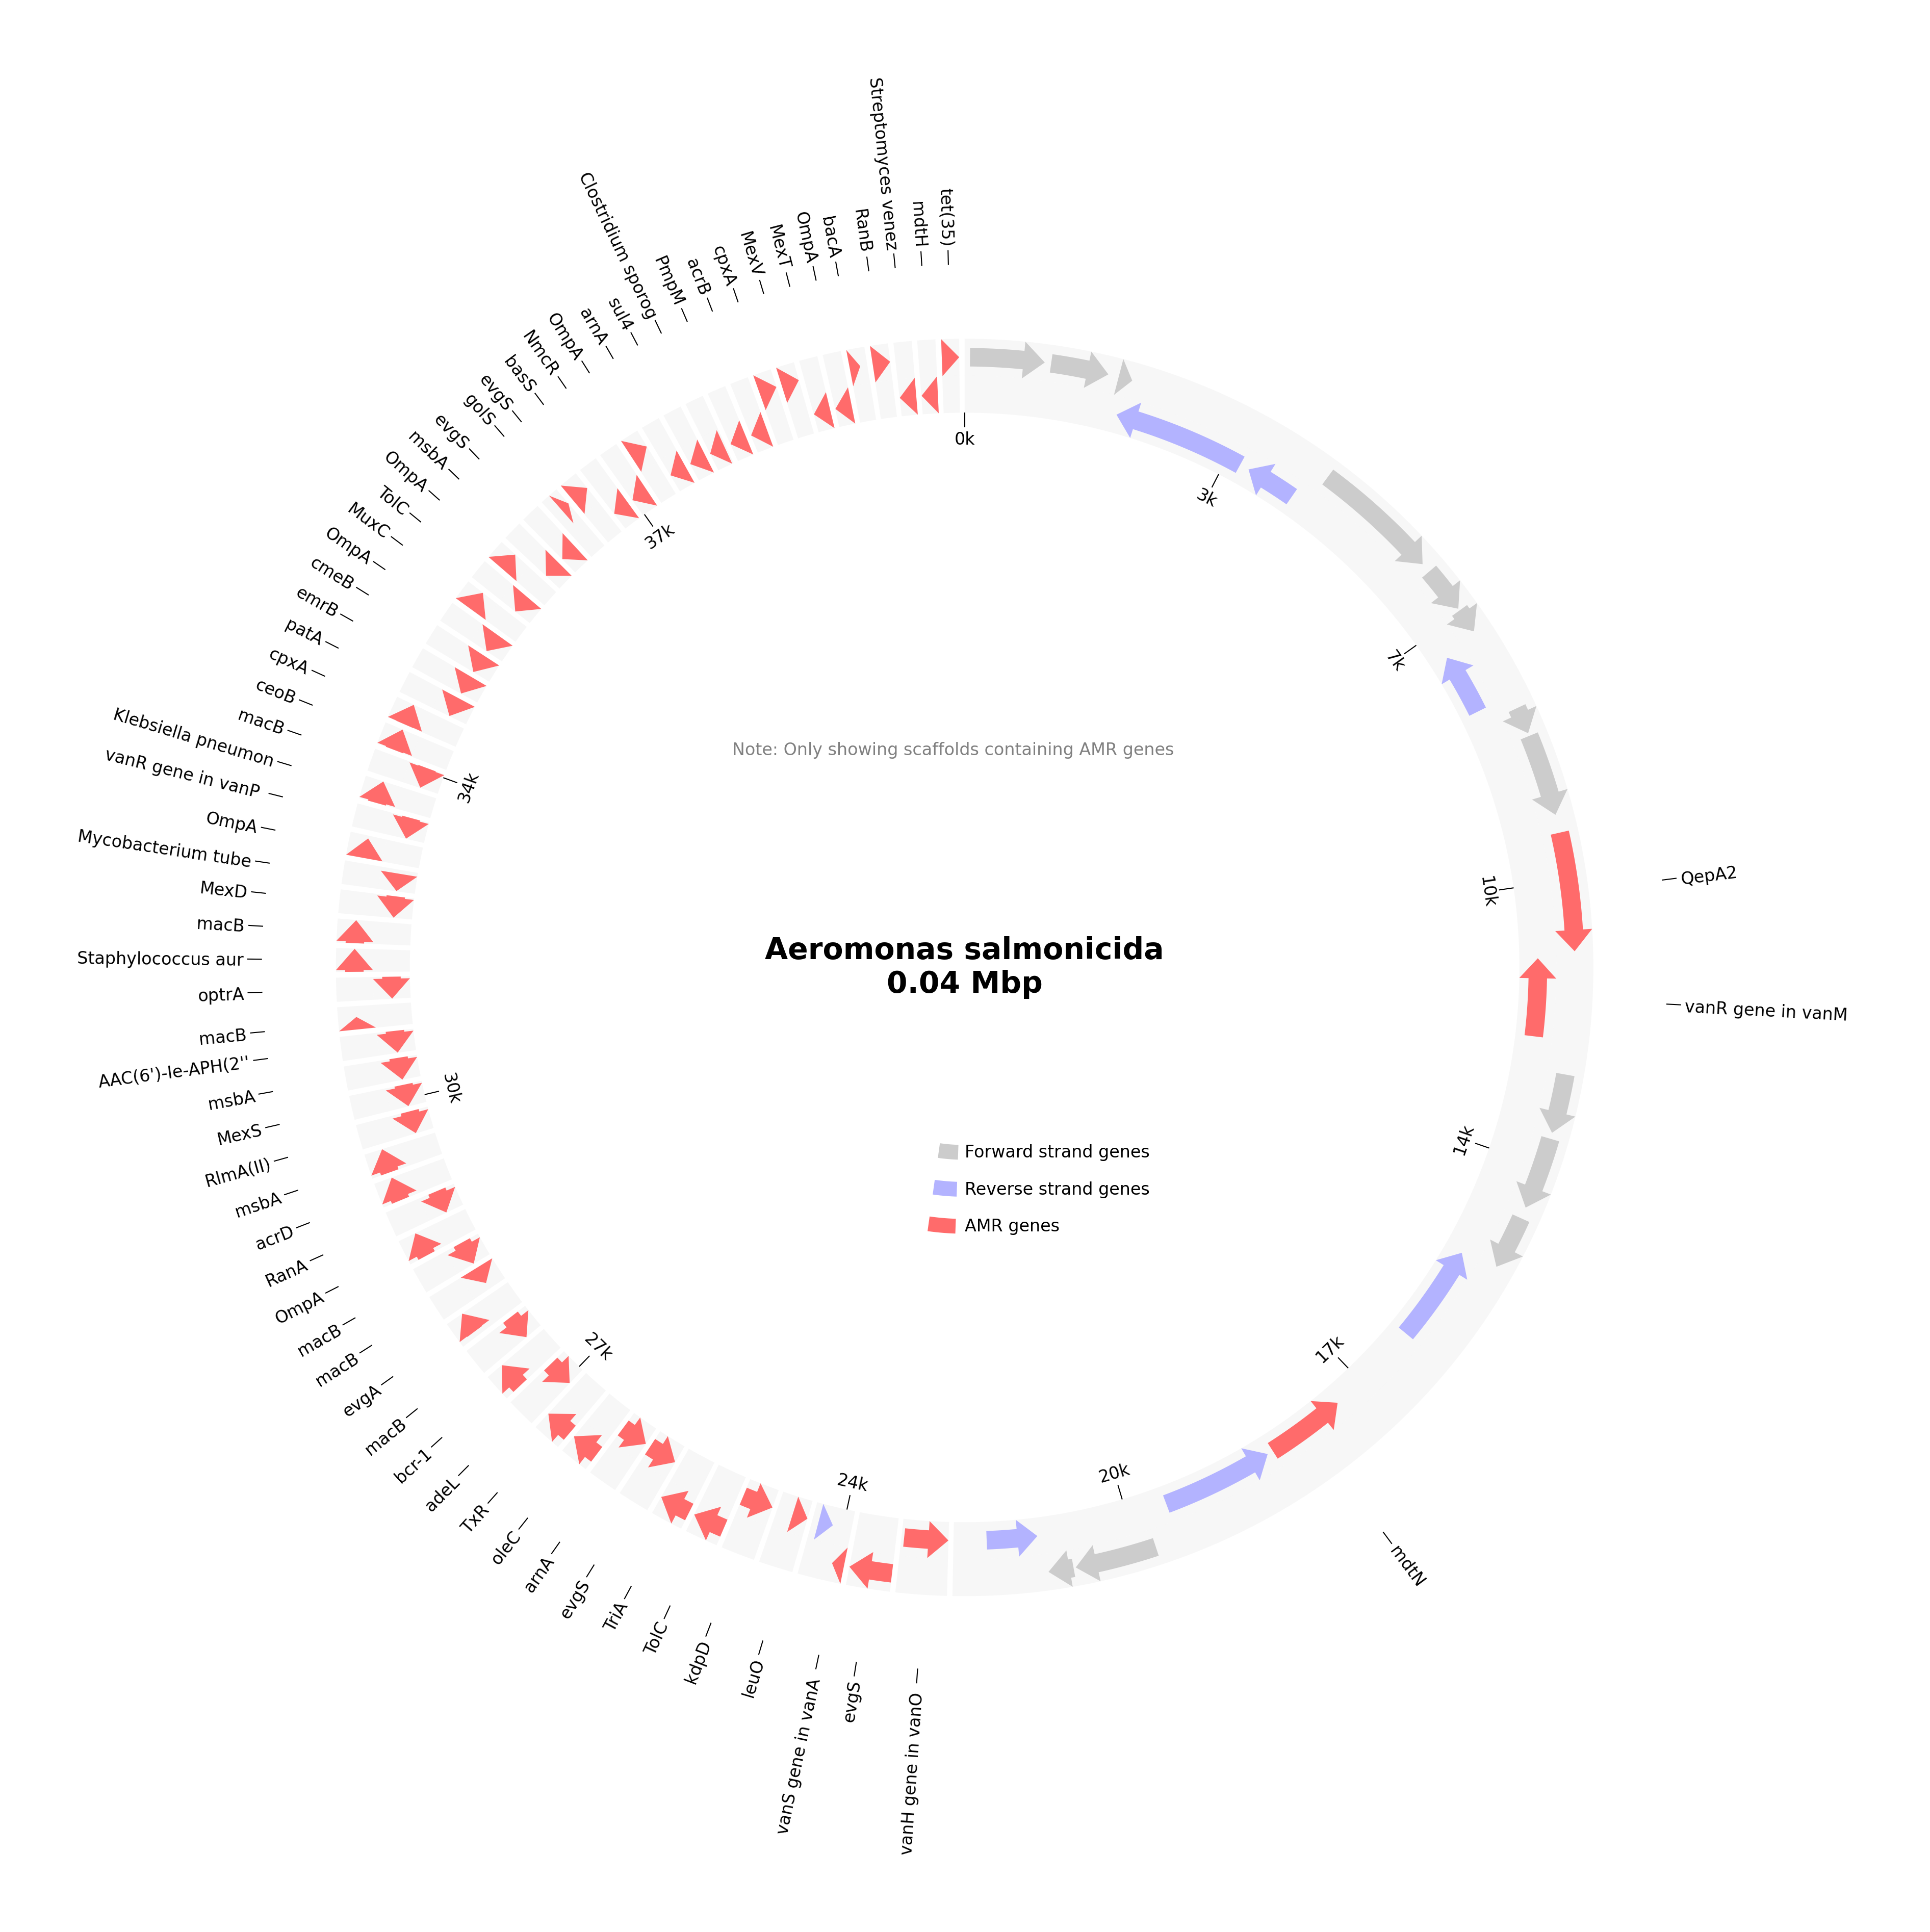 Streptomyces venez
mdtH
tet(35)
QepA2
vanR gene in vanM
mdtN
vanH gene in vanO
evgS
vanS gene in vanA
leuO
kdpD
TolC
TriA
evgS
arnA
oleC
TxR
adeL
bcr-1
macB
evgA
macB
macB
OmpA
RanA
acrD
msbA
RlmA(II)
MexS
msbA
AAC(6')-Ie-APH(2''
macB
optrA
Staphylococcus aur
macB
MexD
Mycobacterium tube
OmpA
vanR gene in vanP
Klebsiella pneumon
macB
ceoB
cpxA
patA
emrB
cmeB
OmpA
MuxC
TolC
OmpA
msbA
evgS
golS
evgS
basS
NmcR
OmpA
arnA
sul4
Clostridium sporog
PmpM
acrB
cpxA
MexV
MexT
OmpA
bacA
RanB
0k
3k
7k
10k
14k
17k
20k
24k
27k
30k
34k
37k
Note: Only showing scaffolds containing AMR genes
Aeromonas salmonicida
0.04 Mbp
Forward strand genes
Reverse strand genes
AMR genes